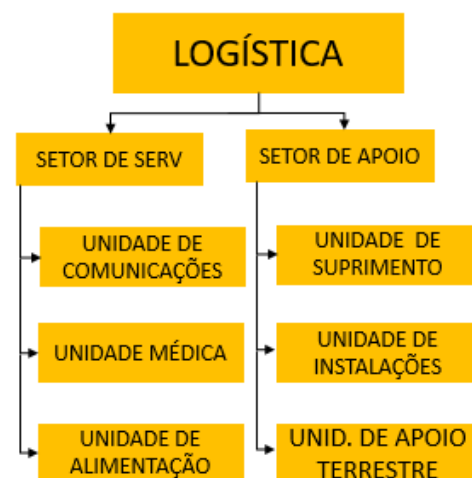 LOGÍSTICA
SETOR DE SERV
SETOR DE APOIO
UNIDADE DE
COMUNICAÇÕES
UNIDADE MÉDICA
UNIDADE DE
ALIMENTAÇÃO
UNIDADE DE
SUPRIMENTO
UNIDADE DE
INSTALAÇÕES
UNID. DE APOIO
TERRESTRE